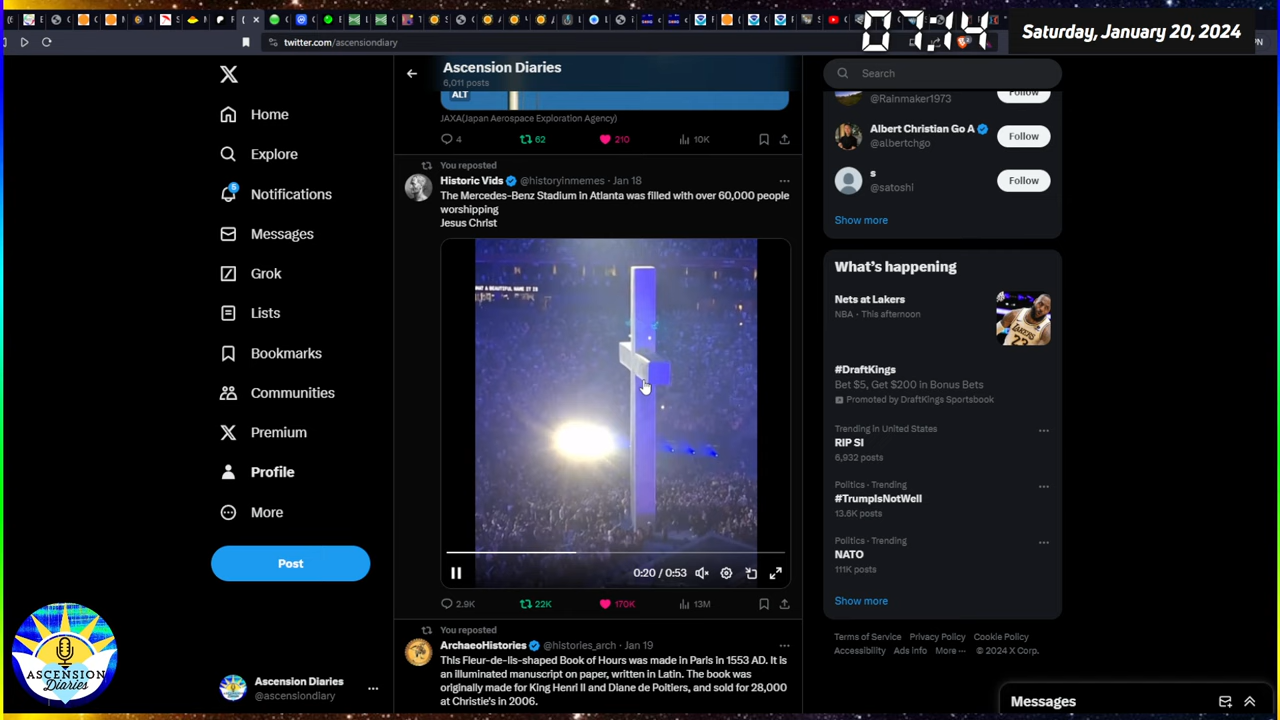 07:14
Saturday, January 20, 2024
twitter.com/ascensiondiary
Home
Explore
5
Notifications
Messages
Grok
Lists
Bookmarks
Communities
Premium
Profile
More
Post
ASCENSION
Diaries
Ascension Diaries
@ascensiondiary
Ascension Diaries
6,011 posts
ALT
JAXA(Japan Aerospace Exploration Agency)
4 62 210 10K
You reposted
Historic Vids @historyinmemes · Jan 18
The Mercedes-Benz Stadium in Atlanta was filled with over 60,000 people
worshipping
Jesus Christ
WHAT A BEAUTIFUL NAME IT IS
0:20 / 0:53
2.9K 22K 170K 13M
You reposted
ArchaeoHistories @histories_arch · Jan 19
This Fleur-de-lis-shaped Book of Hours was made in Paris in 1553 AD. It is
an illuminated manuscript on paper, written in Latin. The book was
originally made for King Henri II and Diane de Poitiers, and sold for 28,000
at Christie's in 2006.
Search
@Rainmaker1973
Follow
Albert Christian Go A
@albertchgo
Follow
s
@satoshi
Follow
Show more
What's happening
Nets at Lakers
NBA · This afternoon
#DraftKings
Bet $5, Get $200 in Bonus Bets
Promoted by DraftKings Sportsbook
Trending in United States
RIP SI
6,932 posts
Politics · Trending
#TrumpIsNotWell
13.6K posts
Politics · Trending
NATO
111K posts
Show more
Terms of Service Privacy Policy Cookie Policy
Accessibility Ads info More ··· © 2024 X Corp.
Messages